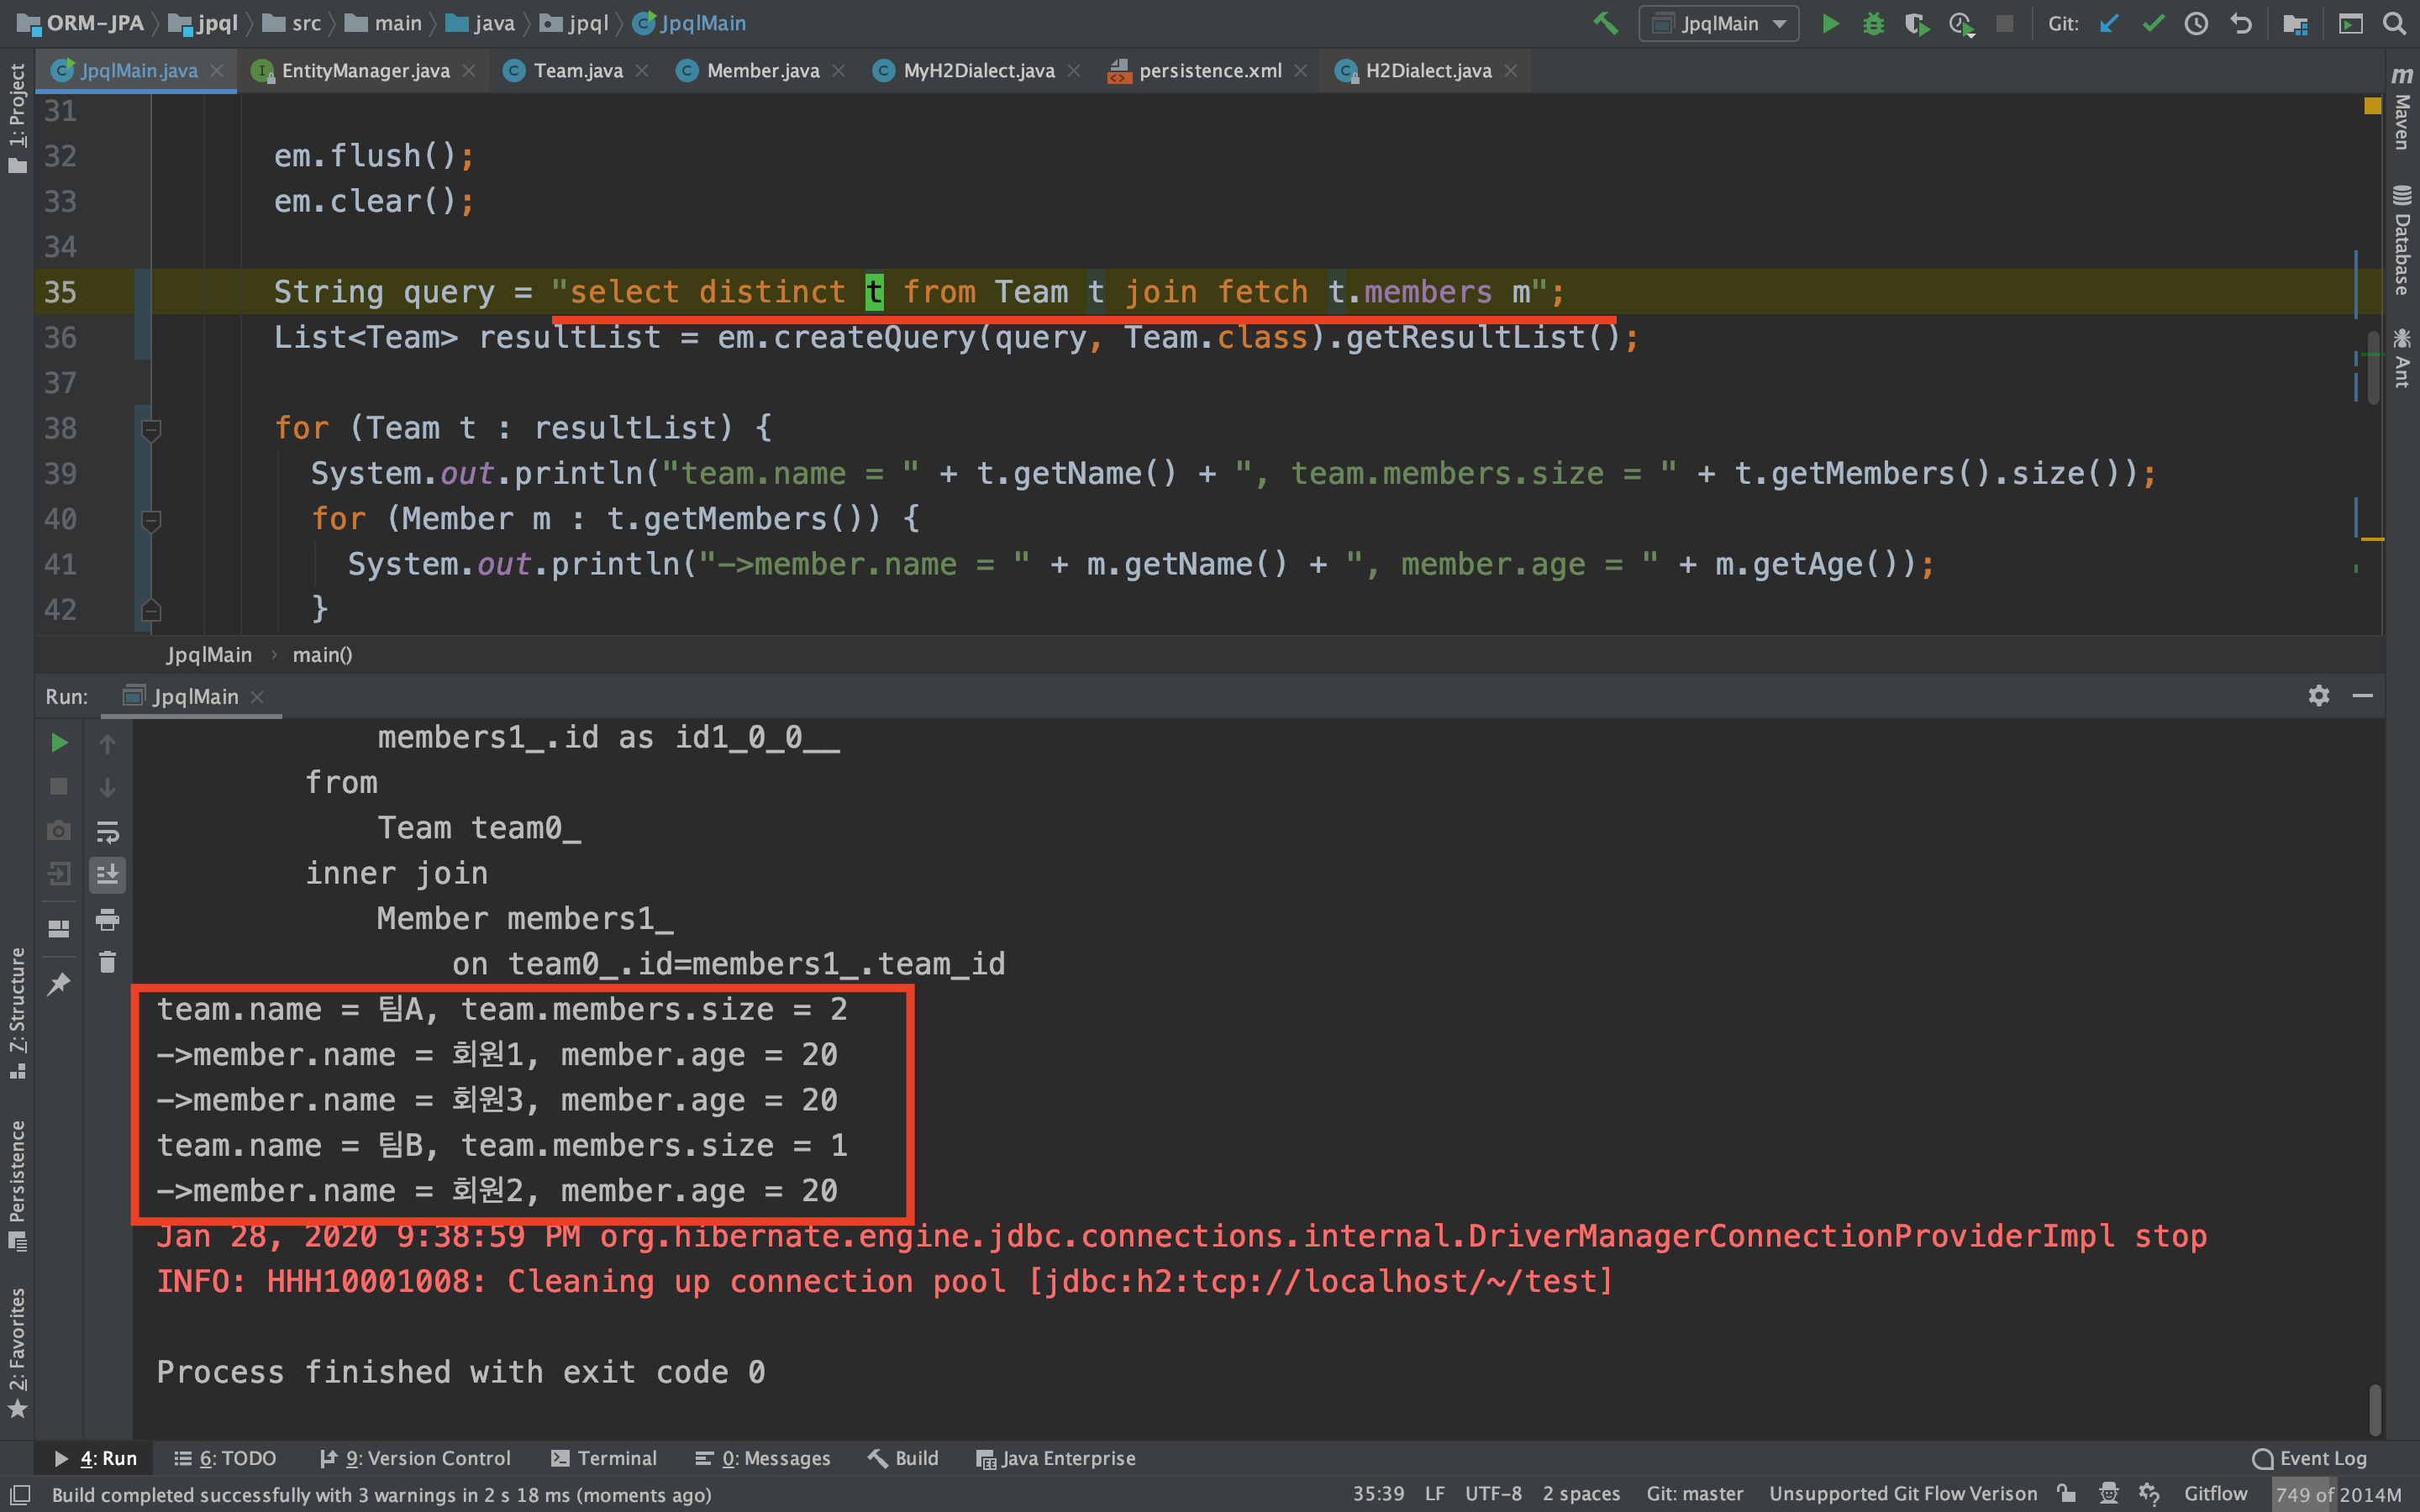 ORM-JPA jpql src main java jpql JpqlMain JpqlMain Git:
JpqlMain.java EntityManager.java Team.java Member.java MyH2Dialect.java persistence.xml H2Dialect.java
1: Project
Maven
Database
Ant
31
32 em.flush();
33 em.clear();
34
35 String query = "select distinct t from Team t join fetch t.members m";
36 List<Team> resultList = em.createQuery(query, Team.class).getResultList();
37
38 for (Team t : resultList) {
39 System.out.println("team.name = " + t.getName() + ", team.members.size = " + t.getMembers().size());
40 for (Member m : t.getMembers()) {
41 System.out.println("->member.name = " + m.getName() + ", member.age = " + m.getAge());
42 }
JpqlMain main()
Run: JpqlMain
members1_.id as id1_0_0__
from
Team team0_
inner join
Member members1_
on team0_.id=members1_.team_id
team.name = 팀A, team.members.size = 2
->member.name = 회원1, member.age = 20
->member.name = 회원3, member.age = 20
team.name = 팀B, team.members.size = 1
->member.name = 회원2, member.age = 20
Jan 28, 2020 9:38:59 PM org.hibernate.engine.jdbc.connections.internal.DriverManagerConnectionProviderImpl stop
INFO: HHH10001008: Cleaning up connection pool [jdbc:h2:tcp://localhost/~/test]
Process finished with exit code 0
7: Structure
Persistence
2: Favorites
4: Run 6: TODO 9: Version Control Terminal 0: Messages Build Java Enterprise Event Log
Build completed successfully with 3 warnings in 2 s 18 ms (moments ago) 35:39 LF UTF-8 2 spaces Git: master Unsupported Git Flow Verison Gitflow 749 of 2014M